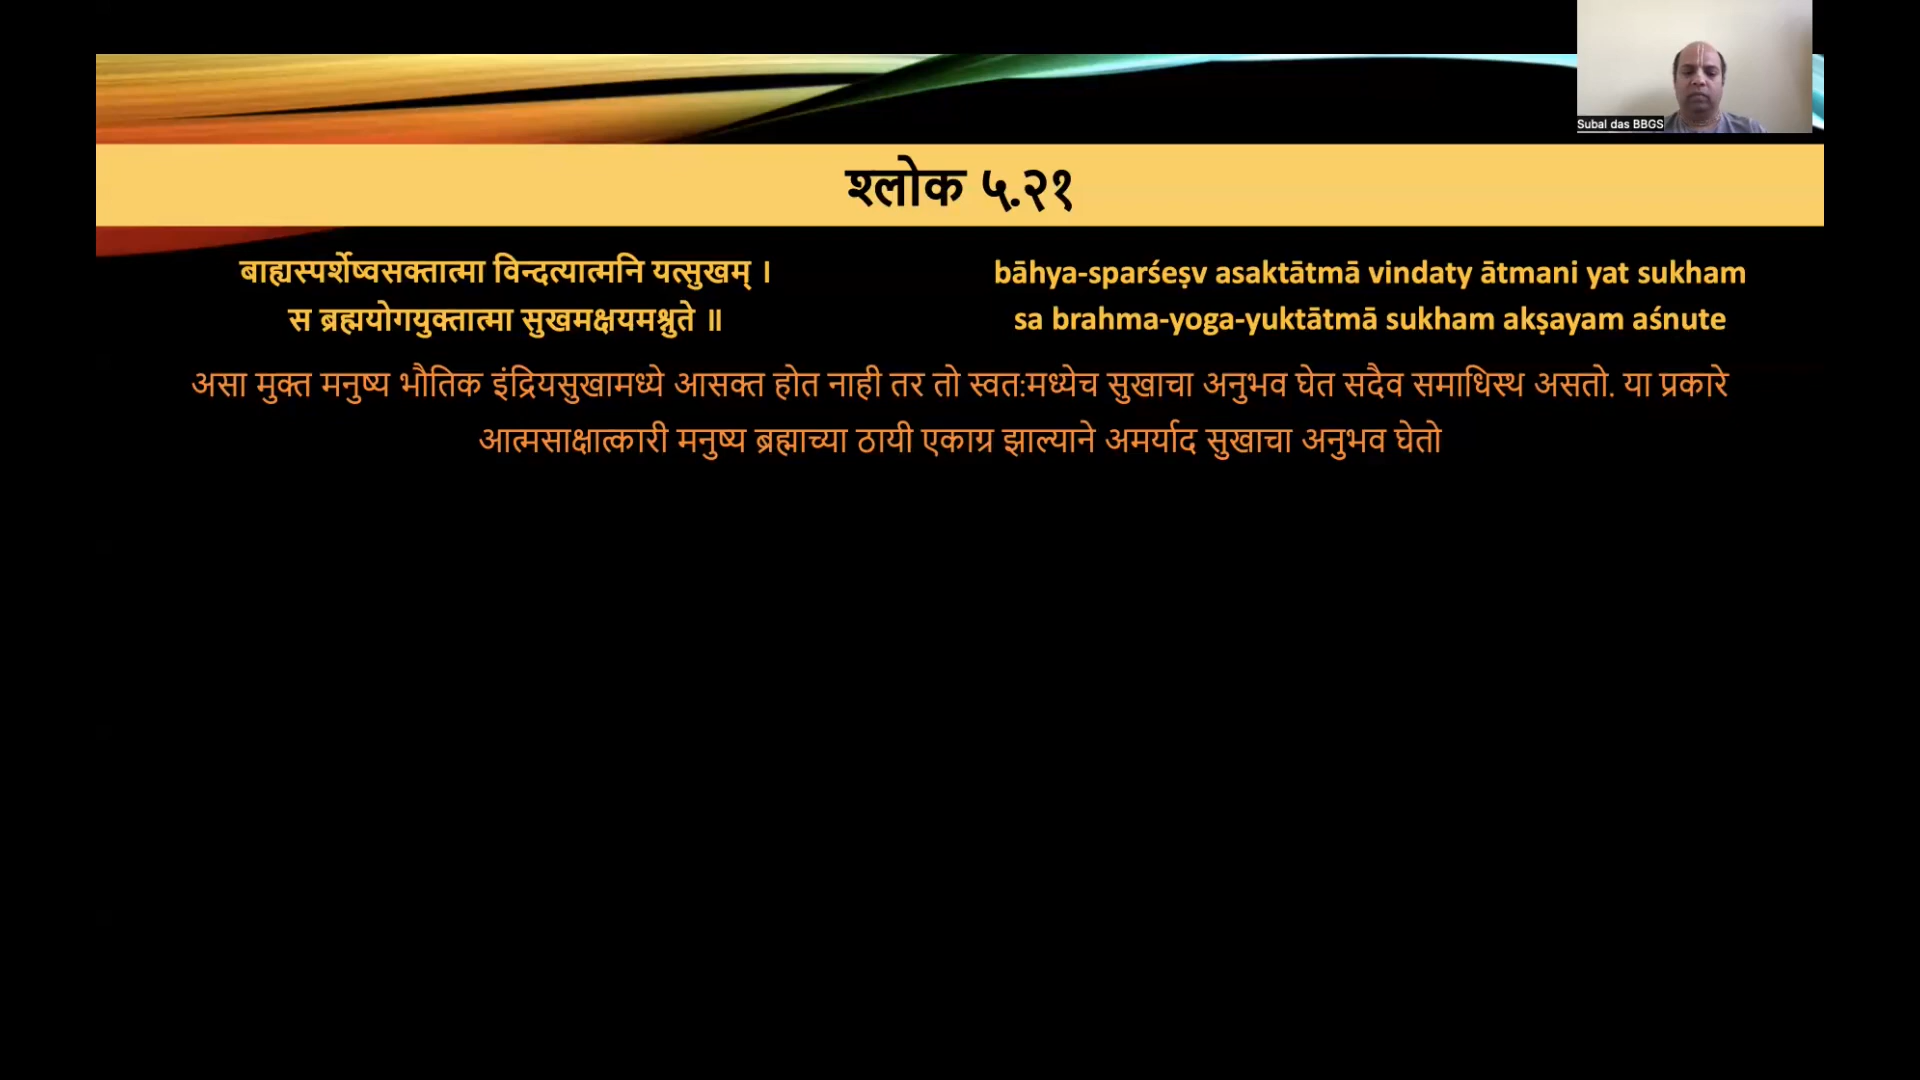 Subal das BBGS
श्लोक ५.२१
बाह्यस्पर्शेष्वसक्तात्मा विन्दत्यात्मनि यत्सुखम् ।
स ब्रह्मयोगयुक्तात्मा सुखमक्षयमश्नुते ॥
bāhya-sparśeṣv asaktātmā vindaty ātmani yat sukham
sa brahma-yoga-yuktātmā sukham akṣayam aśnute
असा मुक्त मनुष्य भौतिक इंद्रियसुखामध्ये आसक्त होत नाही तर तो स्वत:मध्येच सुखाचा अनुभव घेत सदैव समाधिस्थ असतो. या प्रकारे
आत्मसाक्षात्कारी मनुष्य ब्रह्माच्या ठायी एकाग्र झाल्याने अमर्याद सुखाचा अनुभव घेतो